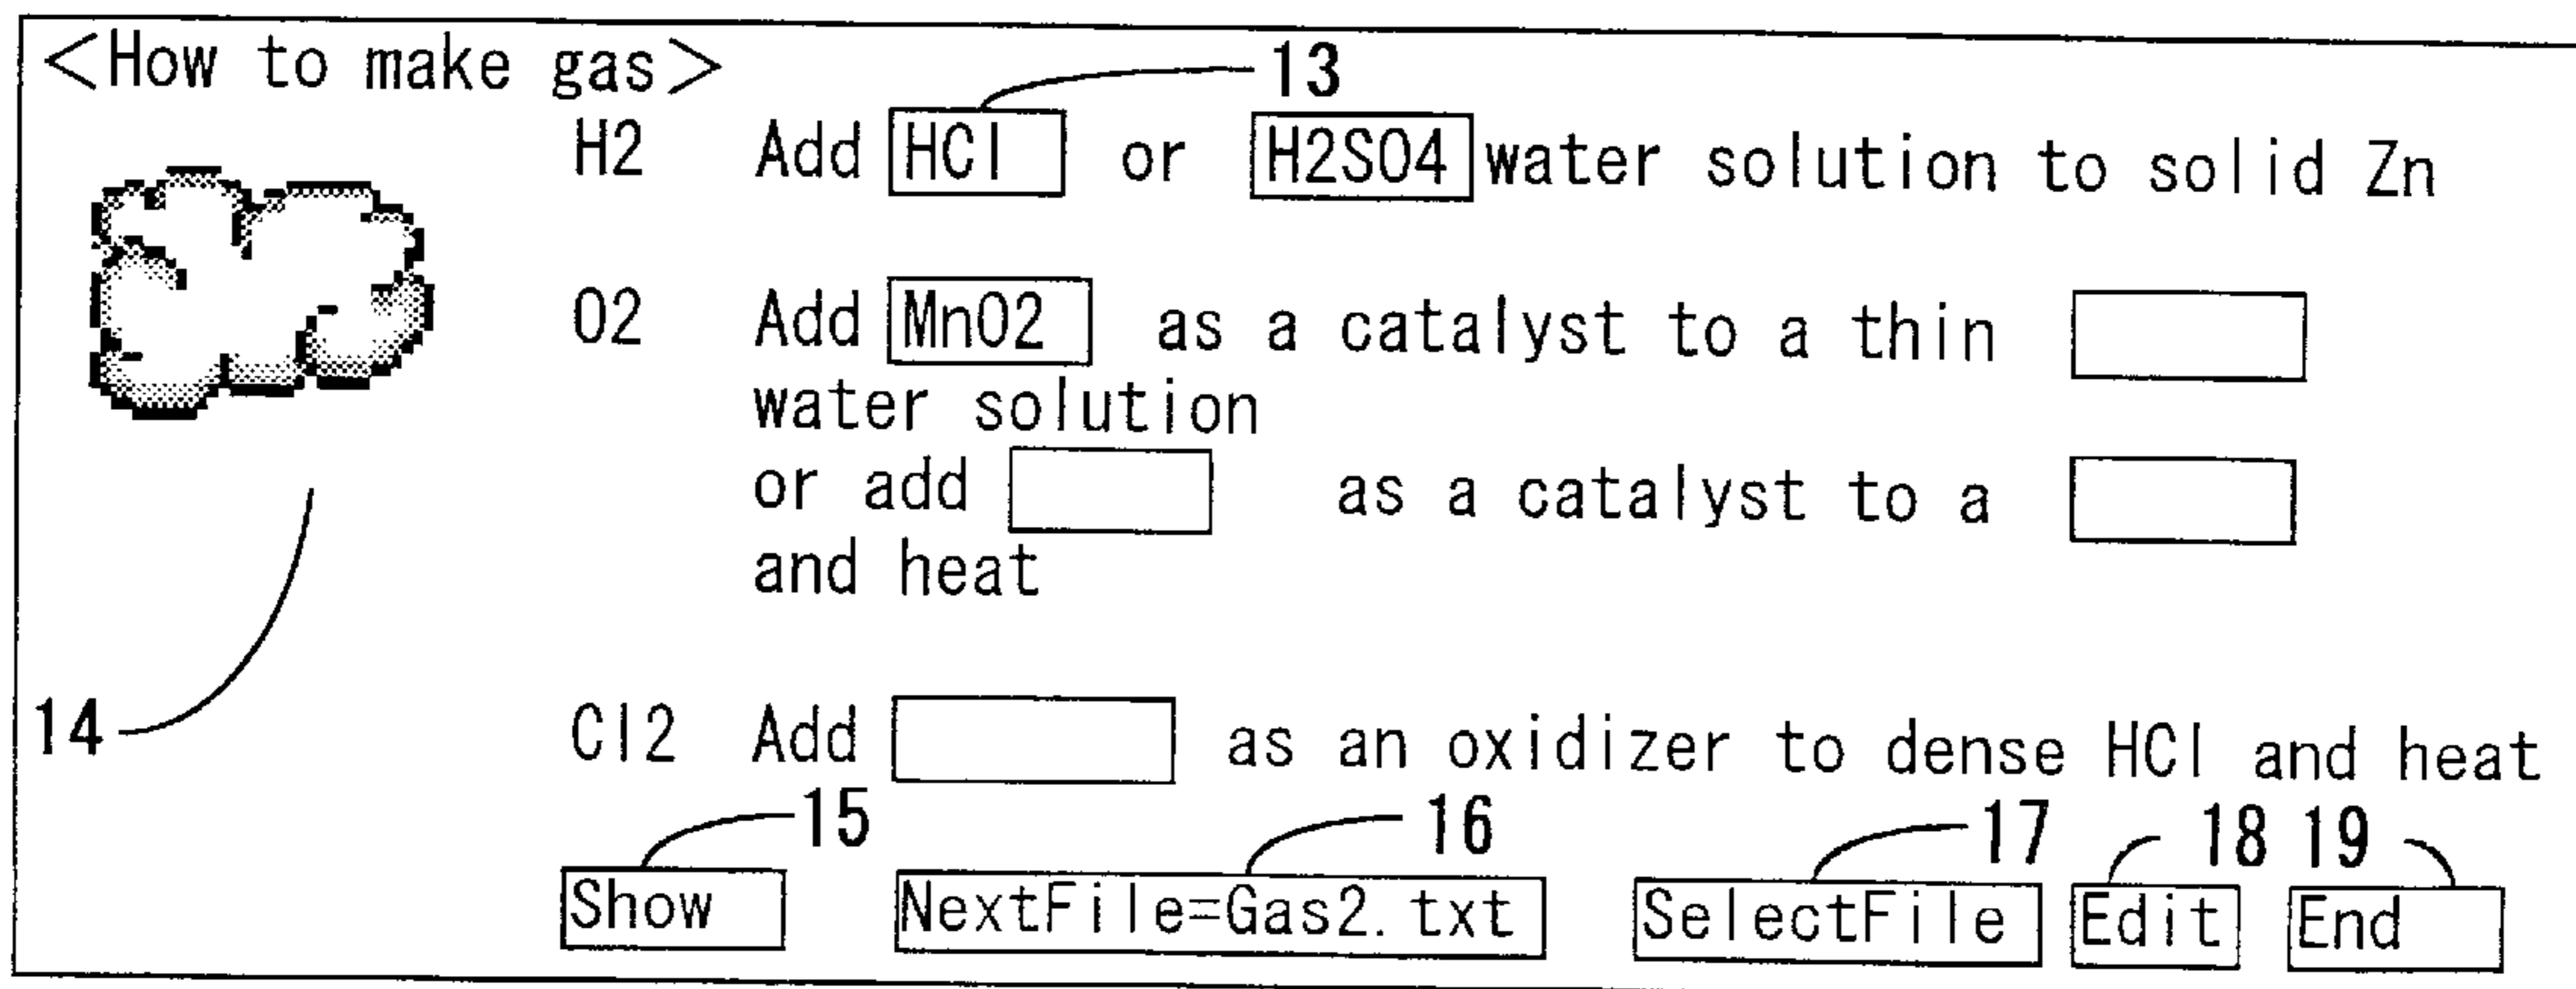 <How to make gas>
13
H2 Add HCl or H2SO4 water solution to solid Zn
O2 Add MnO2 as a catalyst to a thin
water solution
or add as a catalyst to a
and heat
14
Cl2 Add as an oxidizer to dense HCl and heat
15 16 17 18 19
Show NextFile=Gas2.txt SelectFile Edit End